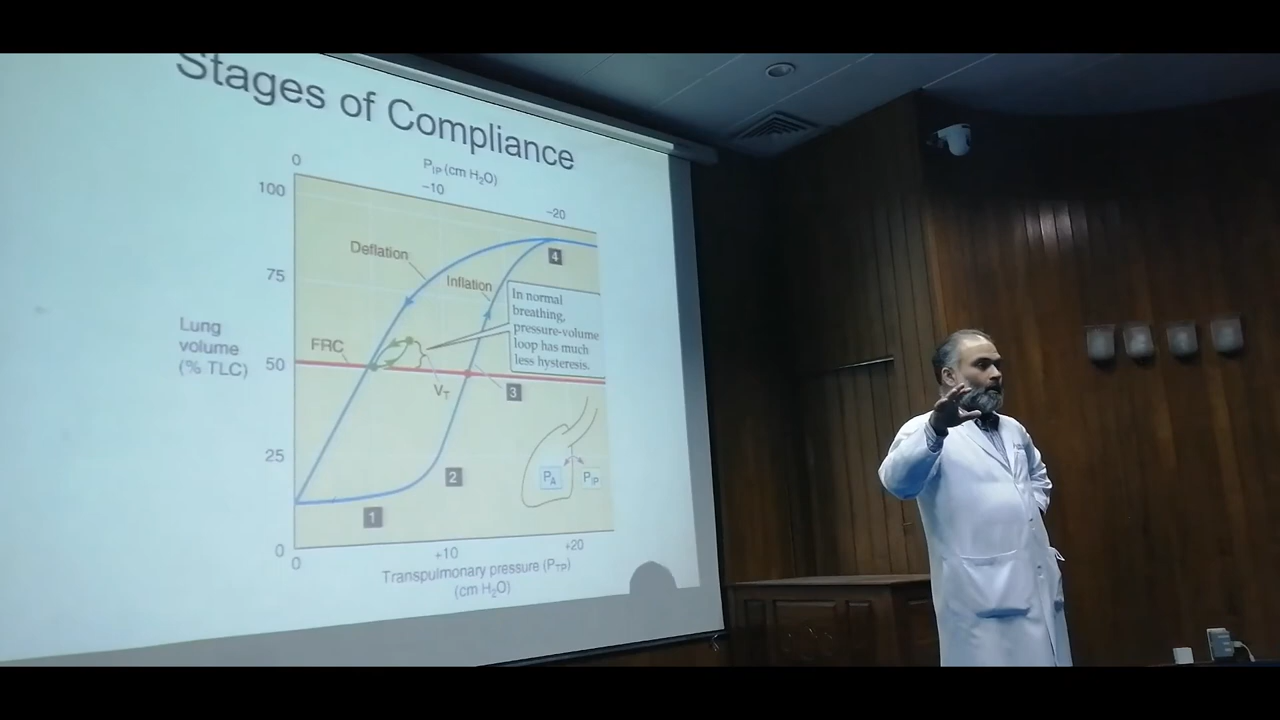 Stages of Compliance
P_IP (cm H₂O)
0
−10
−20
100
75
50
25
0
Lung
volume
(% TLC)
Deflation
Inflation
4
In normal
breathing,
pressure-volume
loop has much
less hysteresis.
FRC
V_T
3
2
P_A
P_IP
1
0
+10
+20
Transpulmonary pressure (P_TP)
(cm H₂O)